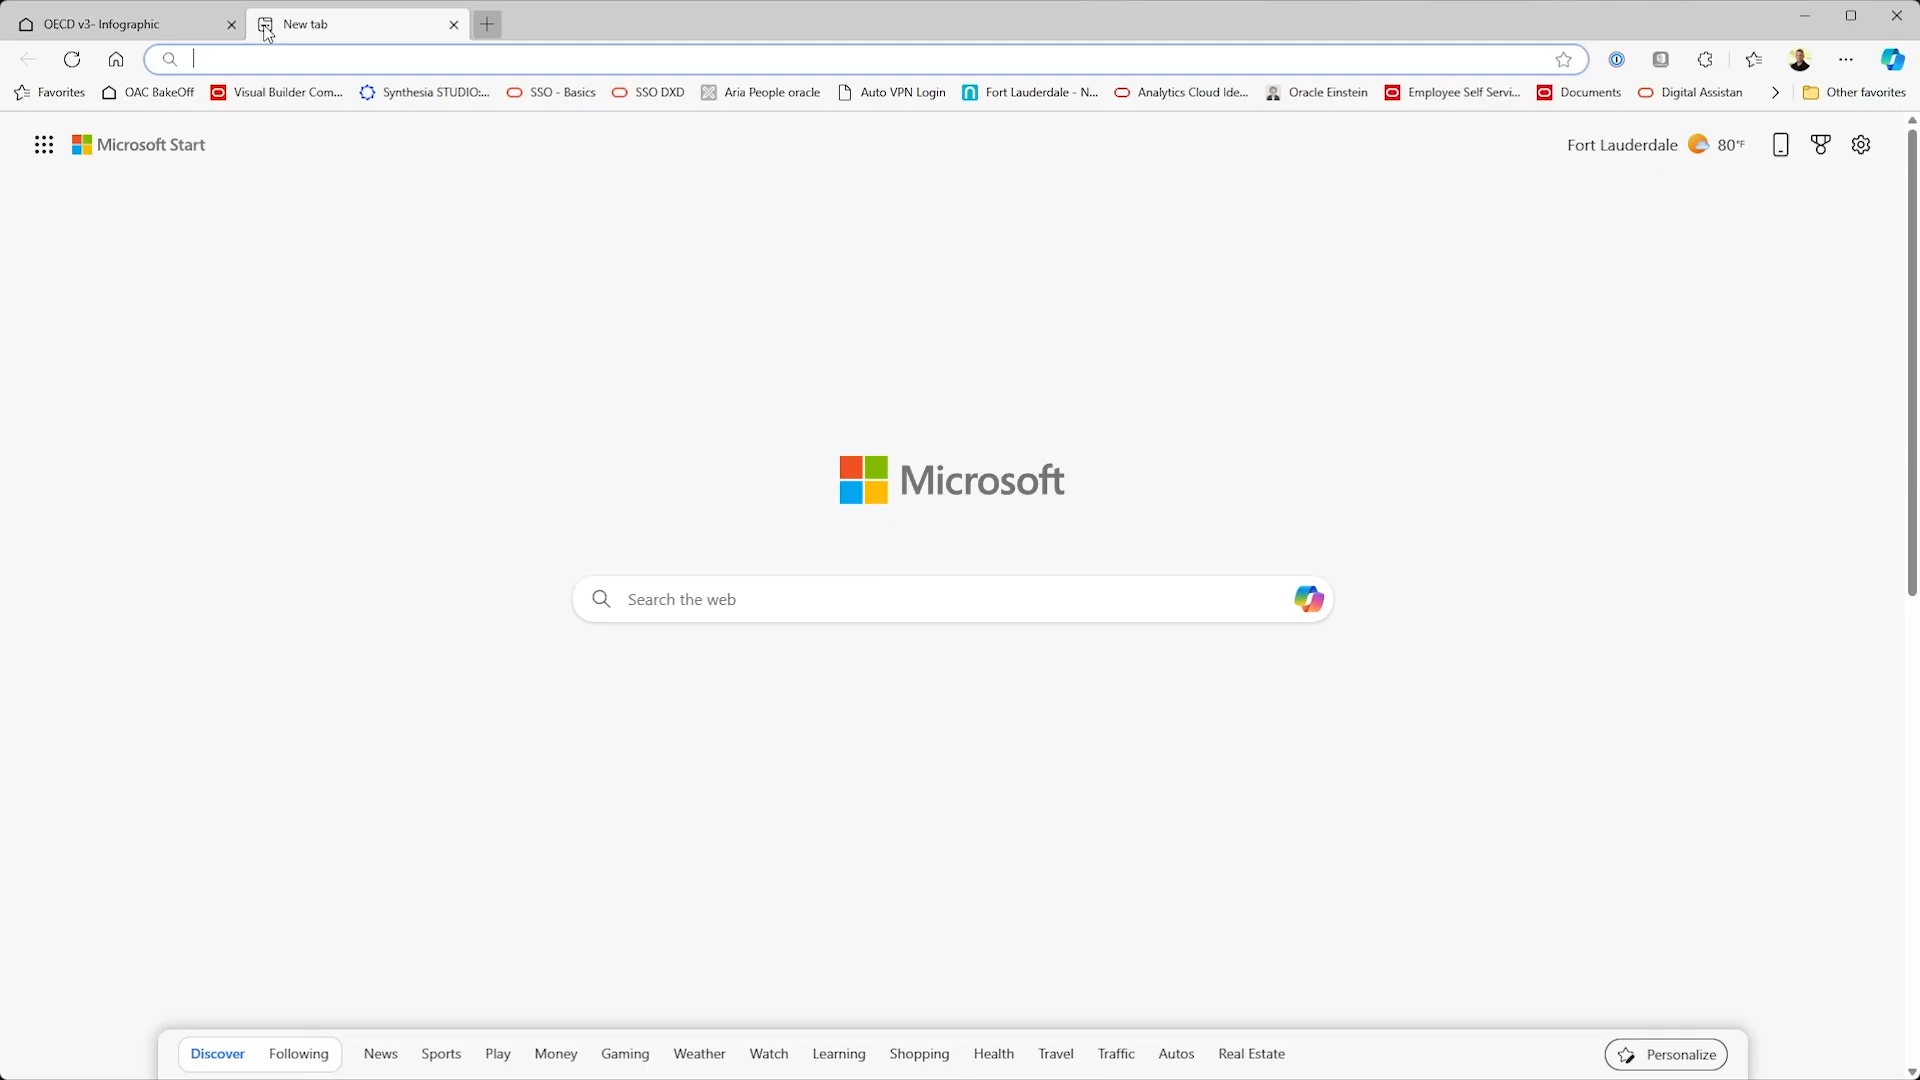 OECD v3- Infographic
New tab
Favorites
OAC BakeOff
Visual Builder Com...
Synthesia STUDIO:...
SSO - Basics
SSO DXD
Aria People oracle
Auto VPN Login
Fort Lauderdale - N...
Analytics Cloud Ide...
Oracle Einstein
Employee Self Servi...
Documents
Digital Assistan
Other favorites
Microsoft Start
Fort Lauderdale
80°F
Microsoft
Search the web
Discover
Following
News
Sports
Play
Money
Gaming
Weather
Watch
Learning
Shopping
Health
Travel
Traffic
Autos
Real Estate
Personalize